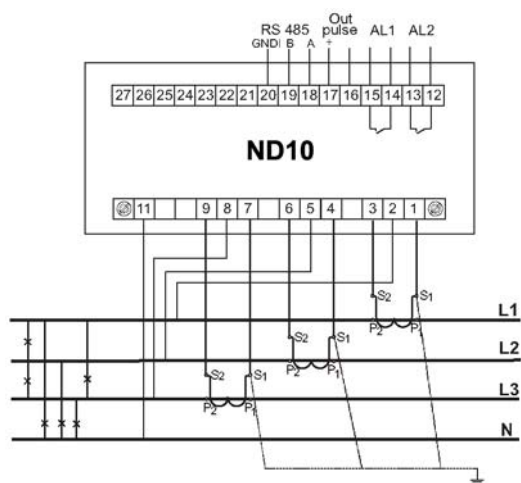 Out
RS 485 pulse AL1 AL2
GND B A +
27 26 25 24 23 22 21 20 19 18 17 16 15 14 13 12
ND10
11 9 8 7 6 5 4 3 2 1
S2 S1
L1
S2 S1 P2 P1
L2
S2 S1 P2 P1
L3
P2 P1
N